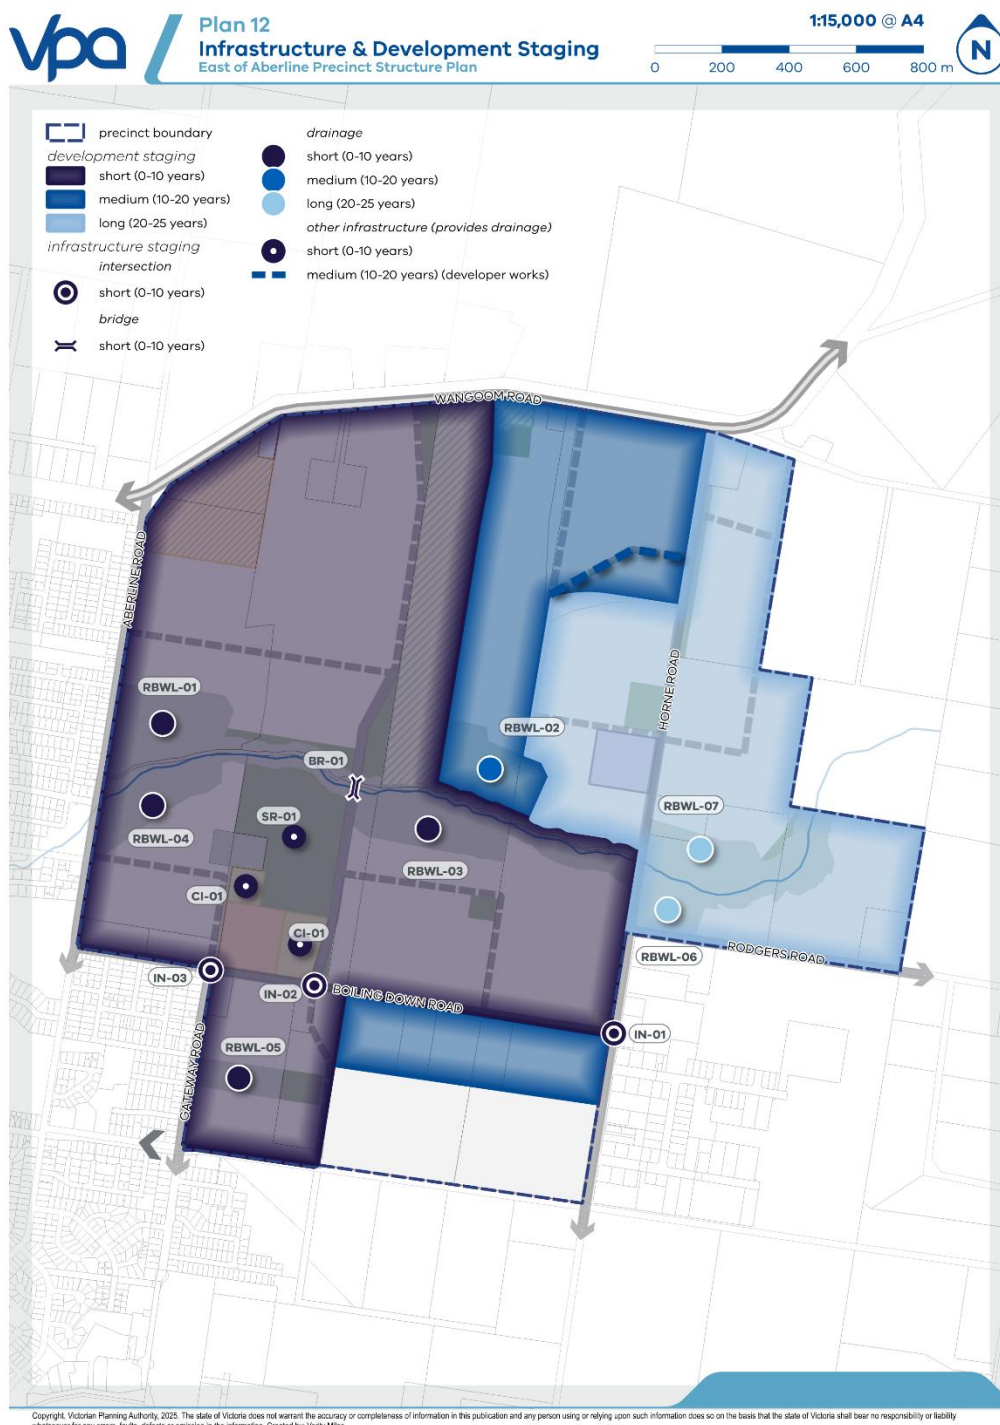 vpa
Plan 12
Infrastructure & Development Staging
East of Aberline Precinct Structure Plan
1:15,000 @ A4
0 200 400 600 800 m
N
precinct boundary
development staging
short (0-10 years)
medium (10-20 years)
long (20-25 years)
infrastructure staging
intersection
short (0-10 years)
bridge
short (0-10 years)
drainage
short (0-10 years)
medium (10-20 years)
long (20-25 years)
other infrastructure (provides drainage)
short (0-10 years)
medium (10-20 years) (developer works)
WANGOOM ROAD
ABERLINE ROAD
HORNE ROAD
RBWL-01
RBWL-02
BR-01
RBWL-07
SR-01
RBWL-04
RBWL-03
CI-01
CI-01
RBWL-06
RODGERS ROAD
IN-03
IN-02
BOILING DOWN ROAD
IN-01
RBWL-05
GATEWAY ROAD
Copyright, Victorian Planning Authority, 2025. The state of Victoria does not warrant the accuracy or completeness of information in this publication and any person using or relying upon such information does so on the basis that the state of Victoria shall bear no responsibility or liability